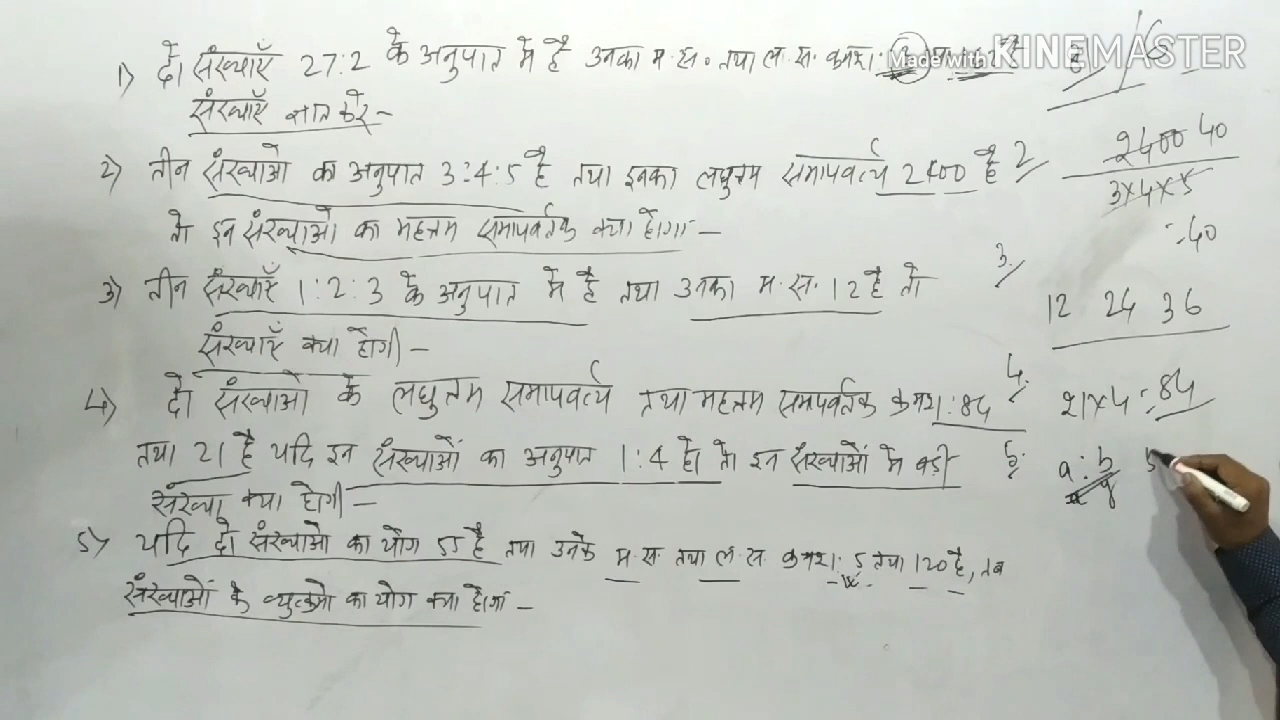 1) दो संख्याएँ 27:2 के अनुपात में है उनका म.स. तथा ल.स. क्रमश:
संख्याएँ ज्ञात करें-
2) तीन संख्याओं का अनुपात 3:4:5 है तथा इनका लघुत्तम समापवर्त्य 2400 है
तो इन संख्याओं का महत्तम समापवर्तक क्या होगा-
3) तीन संख्याएँ 1:2:3 के अनुपात में है तथा उनका म.स. 12 है तो
संख्याएँ क्या होंगी-
4) दो संख्याओं के लघुत्तम समापवर्त्य तथा महत्तम समापवर्तक क्रमश: 84
तथा 21 है यदि इन संख्याओं का अनुपात 1:4 हो तो इन संख्याओं में बड़ी
संख्या क्या होगी-
5) यदि दो संख्याओं का योग 55 है तथा उनके म.स. तथा ल.स. क्रमश: 5 तथा 120 है, तब
संख्याओं के व्युत्क्रमों का योग क्या होगा-
Made with KINEMASTER
2400 40
2
3x4x5
=40
3.
12 24 36
4.
21x4=84
5.
a:b